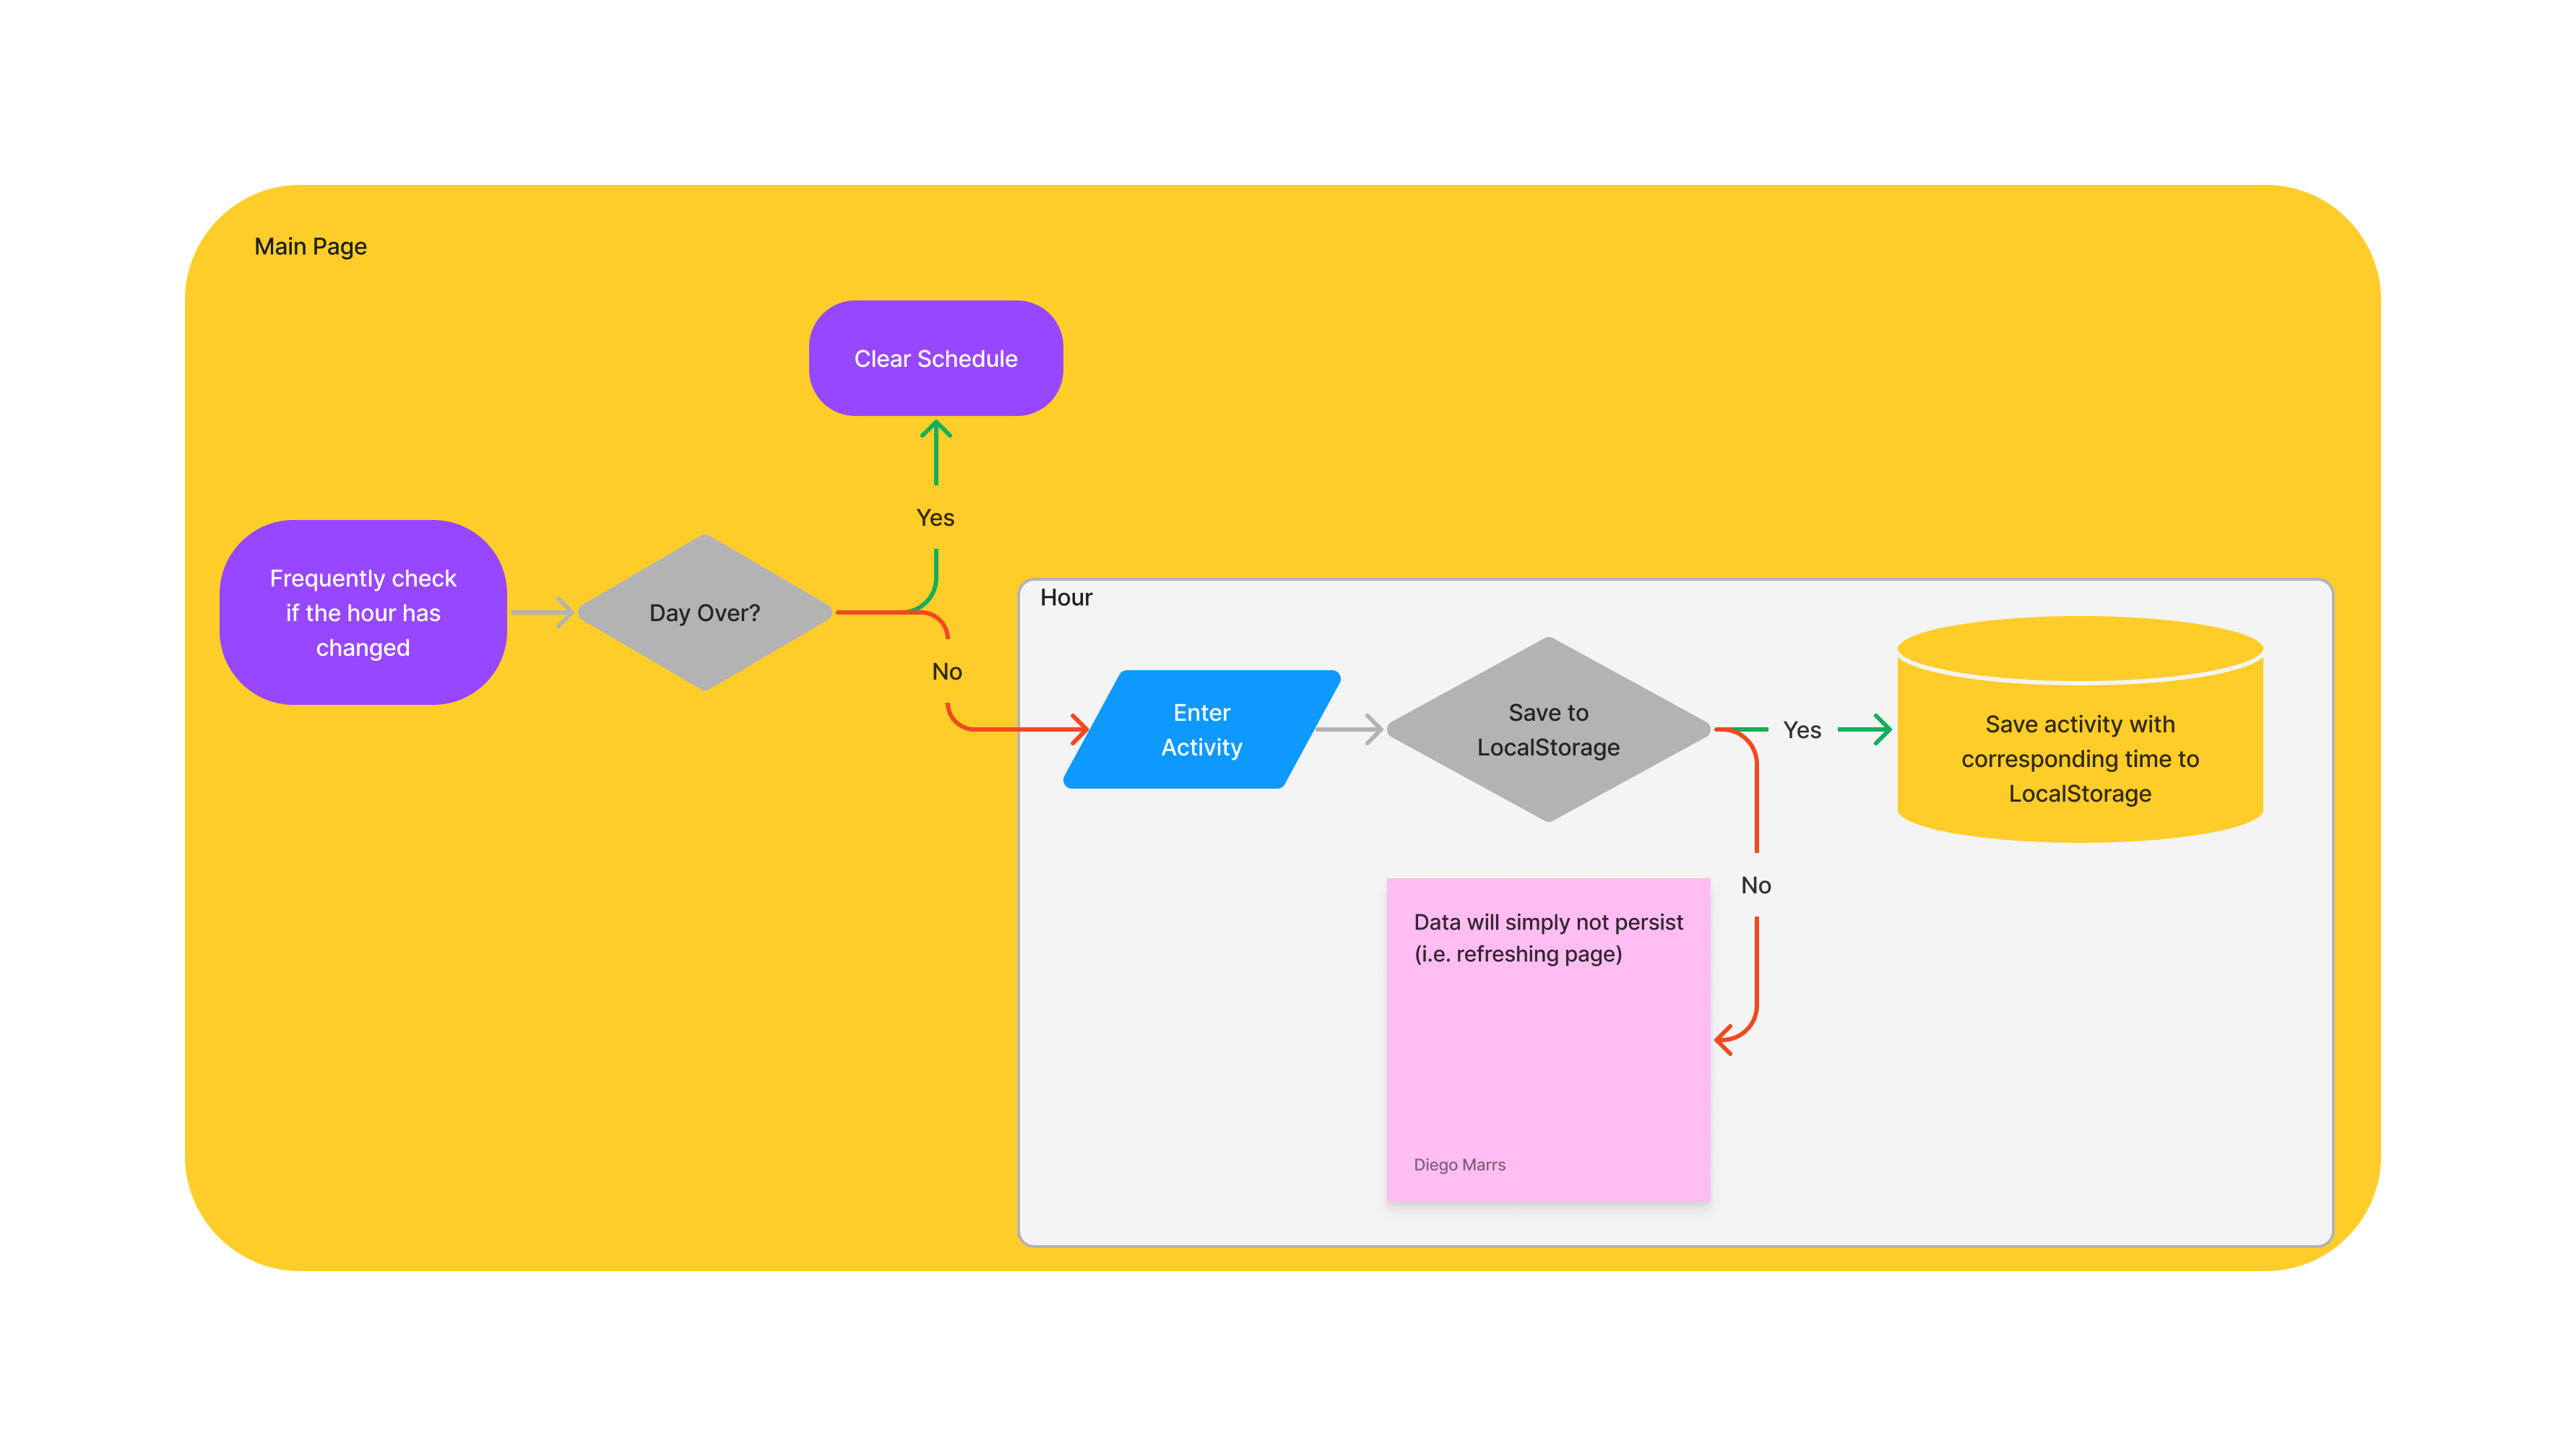 Main Page
Clear Schedule
Yes
Frequently check
if the hour has
changed
Day Over?
No
Hour
Enter
Activity
Save to
LocalStorage
Yes
Save activity with
corresponding time to
LocalStorage
No
Data will simply not persist
(i.e. refreshing page)
Diego Marrs